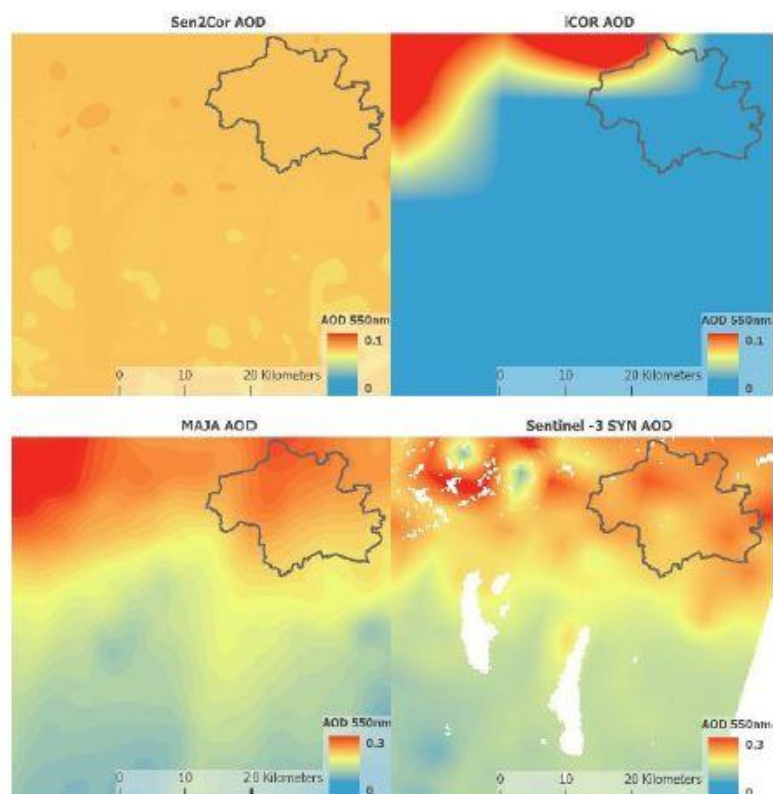 Sen2Cor AOD
iCOR AOD
AOD 550nm
0.1
0
0 10 20 Kilometers
AOD 550nm
0.1
0
0 10 20 Kilometers
MAJA AOD
Sentinel -3 SYN AOD
AOD 550nm
0.3
0
0 10 20 Kilometers
AOD 550nm
0.3
0
0 10 20 Kilometers